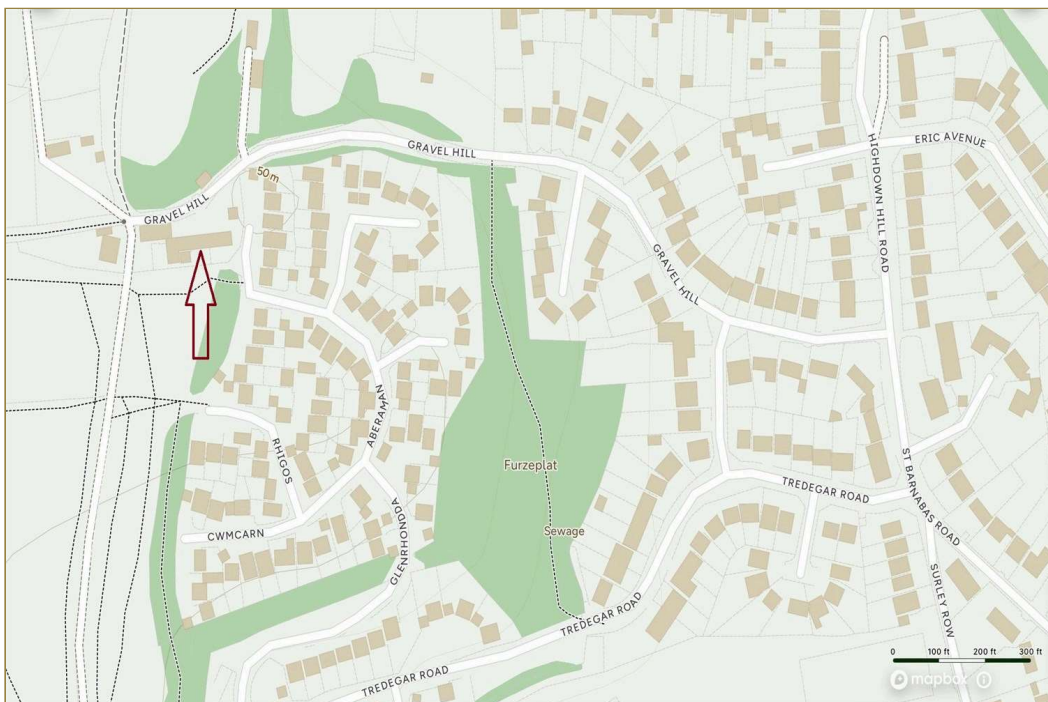 GRAVEL HILL
ERIC AVENUE
HIGHDOWN HILL ROAD
50 m
GRAVEL HILL
GRAVEL HILL
ABERAMAN
RHIGOS
Furzeplat
ST BARNABAS ROAD
TREDEGAR ROAD
CWMCARN
GLENRHONDDA
Sewage
SURLEY ROW
TREDEGAR ROAD
TREDEGAR ROAD
0 100 ft 200 ft 300 ft
mapbox